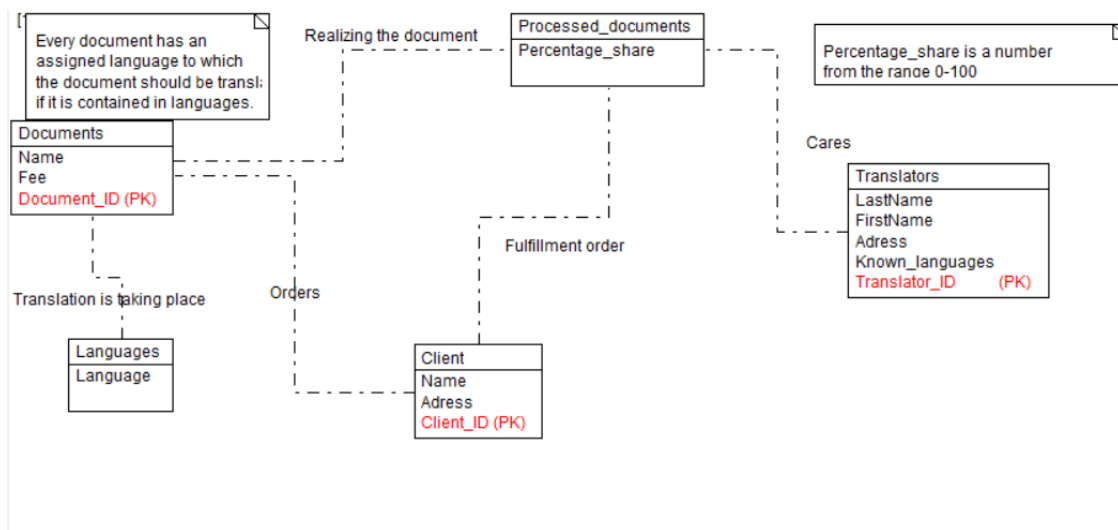 [
Every document has an
assigned language to which
the document should be transl
if it is contained in languages.
Realizing the document
Processed_documents
Percentage_share
Percentage_share is a number
from the range 0-100
Documents
Name
Fee
Document_ID (PK)
Cares
Translators
LastName
FirstName
Adress
Known_languages
Translator_ID (PK)
Fulfillment order
Translation is taking place
Orders
Languages
Language
Client
Name
Adress
Client_ID (PK)